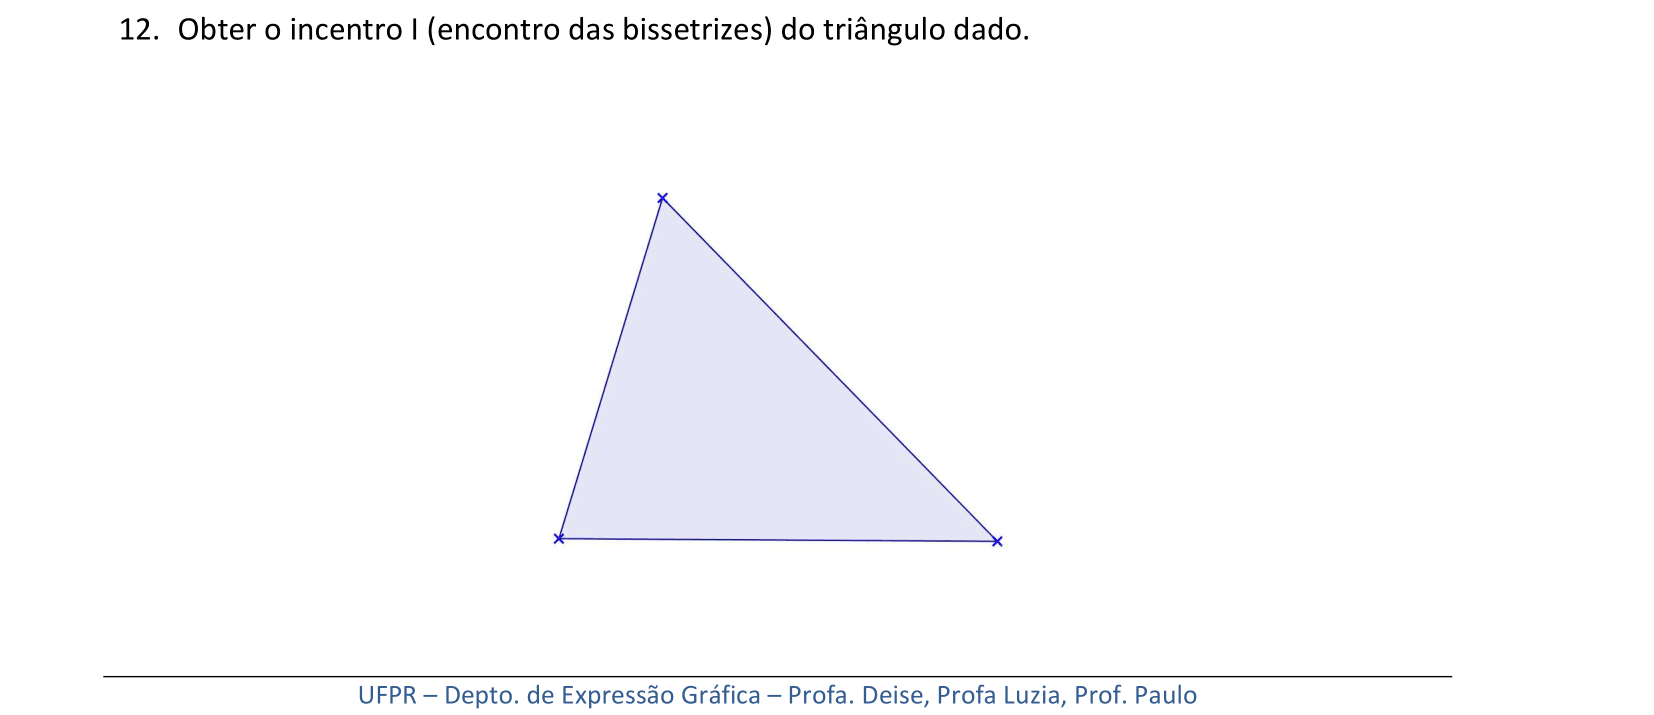 12. Obter o incentro I (encontro das bissetrizes) do triângulo dado.
UFPR – Depto. de Expressão Gráfica – Profa. Deise, Profa Luzia, Prof. Paulo